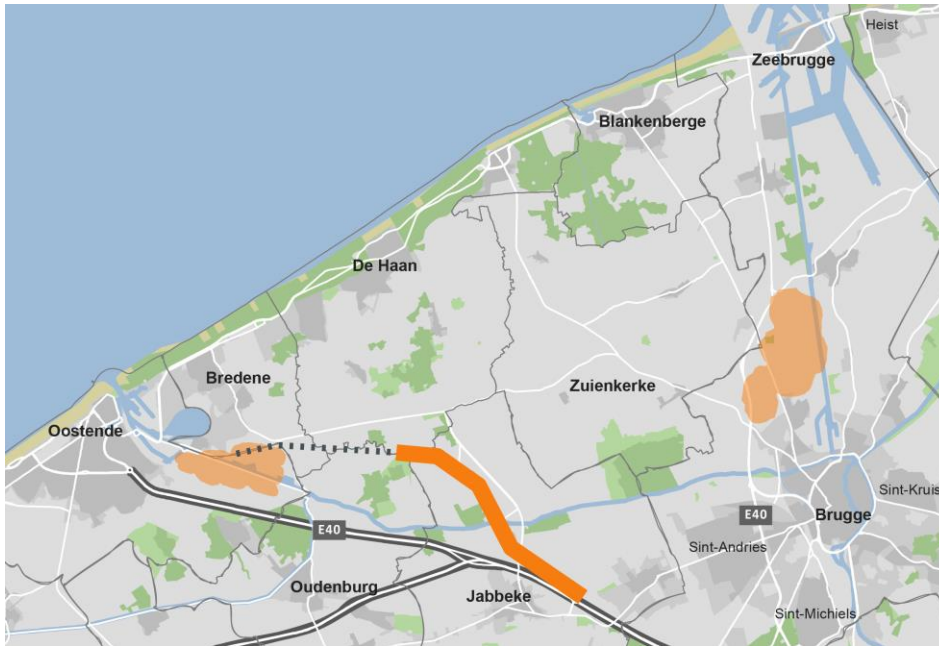 Heist
Zeebrugge
Blankenberge
De Haan
Bredene
Zuienkerke
Oostende
Sint-Kruis
E40
Brugge
E40
Sint-Andries
Oudenburg
Jabbeke
Sint-Michiels